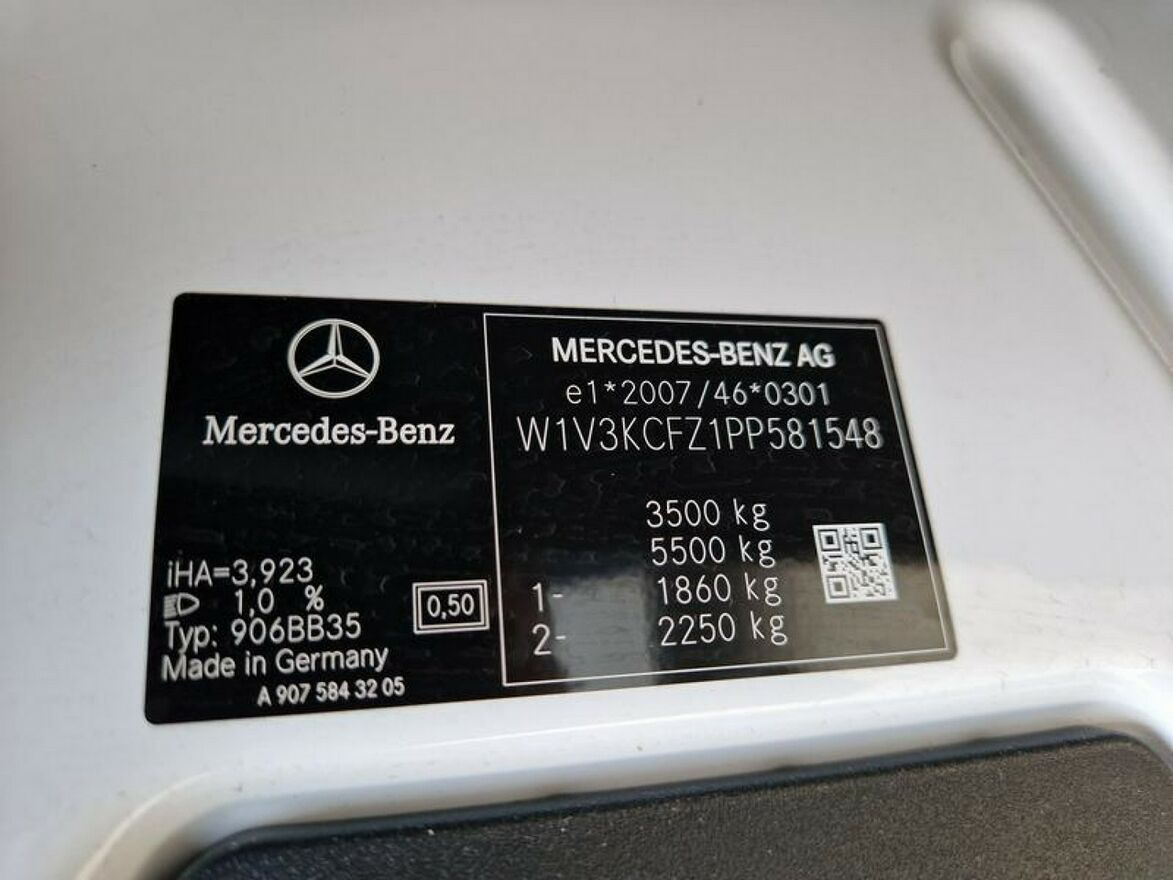 Mercedes-Benz
iHA=3,923
1,0 %
Typ: 906BB35
Made in Germany
A 907 584 32 05
0,50
MERCEDES-BENZ AG
e1*2007/46*0301
W1V3KCFZ1PP581548
3500 kg
5500 kg
1- 1860 kg
2- 2250 kg